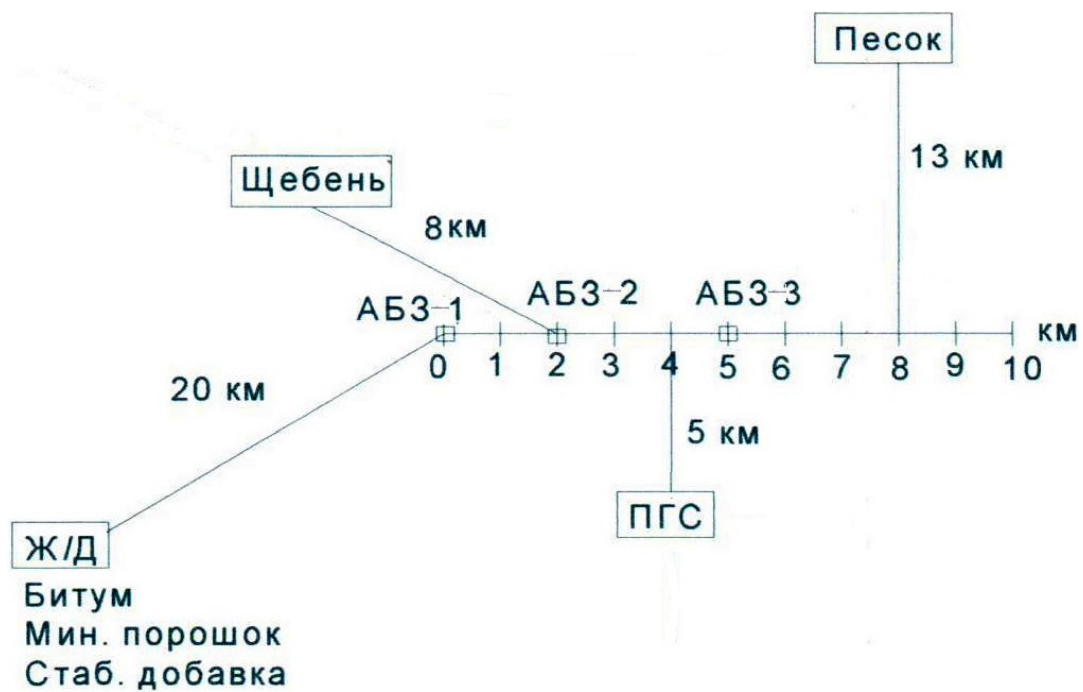 Песок
13 км
Щебень
8км
АБЗ-1
АБЗ-2
АБЗ-3
км
0 1 2 3 4 5 6 7 8 9 10
20 км
5 км
ПГС
Ж/Д
Битум
Мин. порошок
Стаб. добавка